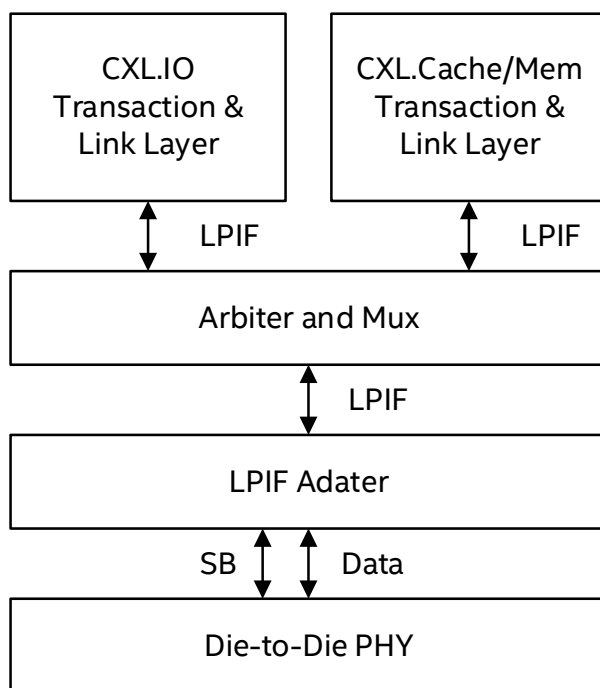 CXL.IO
Transaction &
Link Layer
CXL.Cache/Mem
Transaction &
Link Layer
LPIF
LPIF
Arbiter and Mux
LPIF
LPIF Adater
SB
Data
Die-to-Die PHY